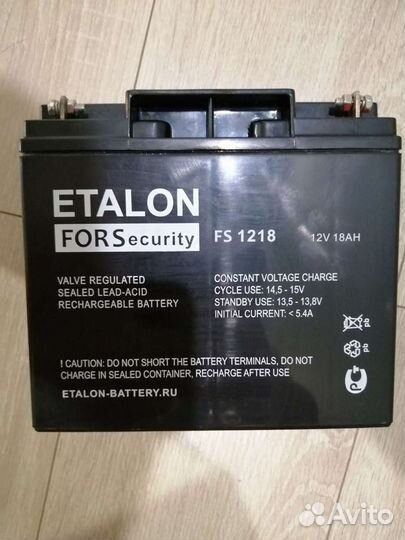 ETALON
FORSecurity
FS 1218 12V 18AH
VALVE REGULATED
SEALED LEAD-ACID
RECHARGEABLE BATTERY
CONSTANT VOLTAGE CHARGE
CYCLE USE: 14,5 - 15V
STANDBY USE: 13,5 - 13,8V
INITIAL CURRENT: < 5.4A
Pb
Pb
! CAUTION: DO NOT SHORT THE BATTERY TERMINALS, DO NOT
CHARGE IN SEALED CONTAINER, RECHARGE AFTER USE
ETALON-BATTERY.RU
РСТ
Avito